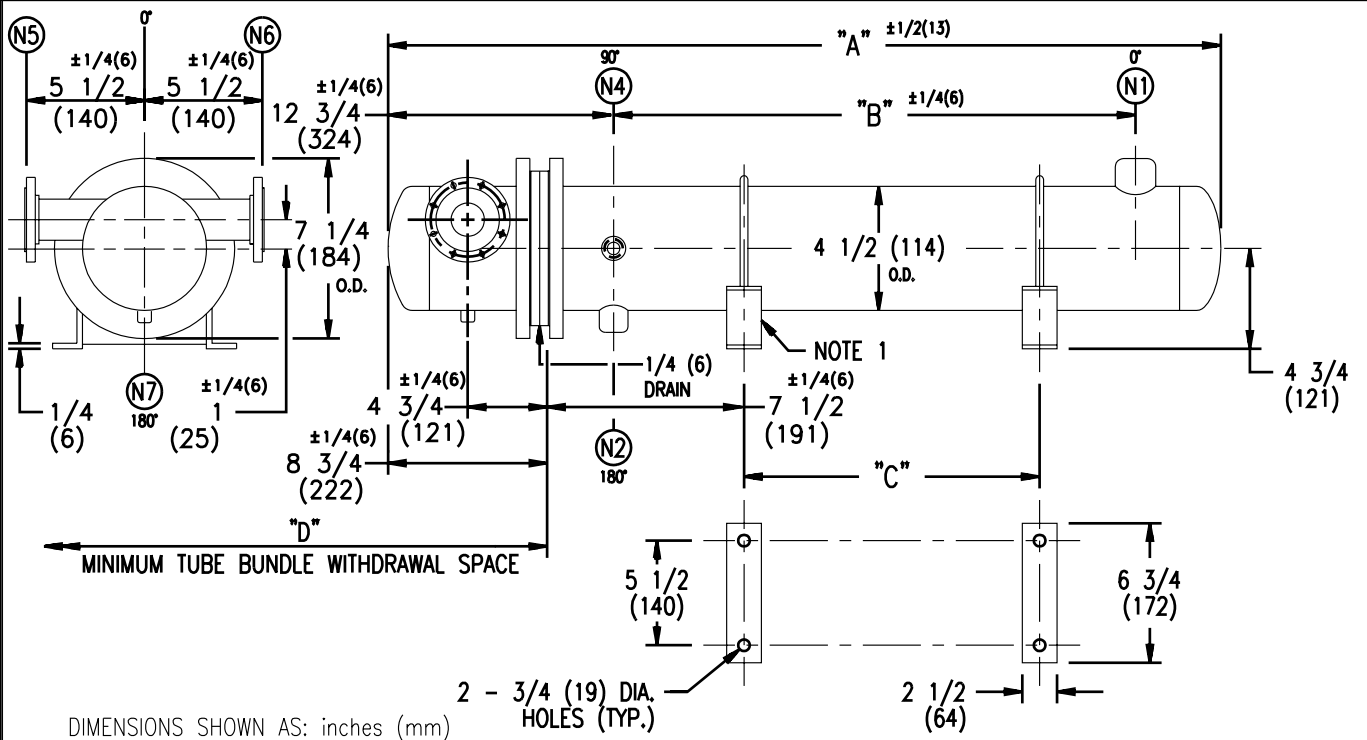 N5
0°
N6
±1/4(6)
±1/4(6)
5 1/2
(140)
5 1/2
(140)
±1/4(6)
12 3/4
(324)
"A" ±1/2(13)
90°
N4
"B" ±1/4(6)
0°
N1
7 1/4
(184)
O.D.
4 1/2 (114)
O.D.
NOTE 1
1/4 (6)
DRAIN
4 3/4
(121)
1/4
(6)
N7
180°
±1/4(6)
1
(25)
±1/4(6)
4 3/4
(121)
±1/4(6)
7 1/2
(191)
±1/4(6)
8 3/4
(222)
N2
180°
"C"
"D"
MINIMUM TUBE BUNDLE WITHDRAWAL SPACE
5 1/2
(140)
6 3/4
(172)
2 - 3/4 (19) DIA.
HOLES (TYP.)
2 1/2
(64)
DIMENSIONS SHOWN AS: inches (mm)